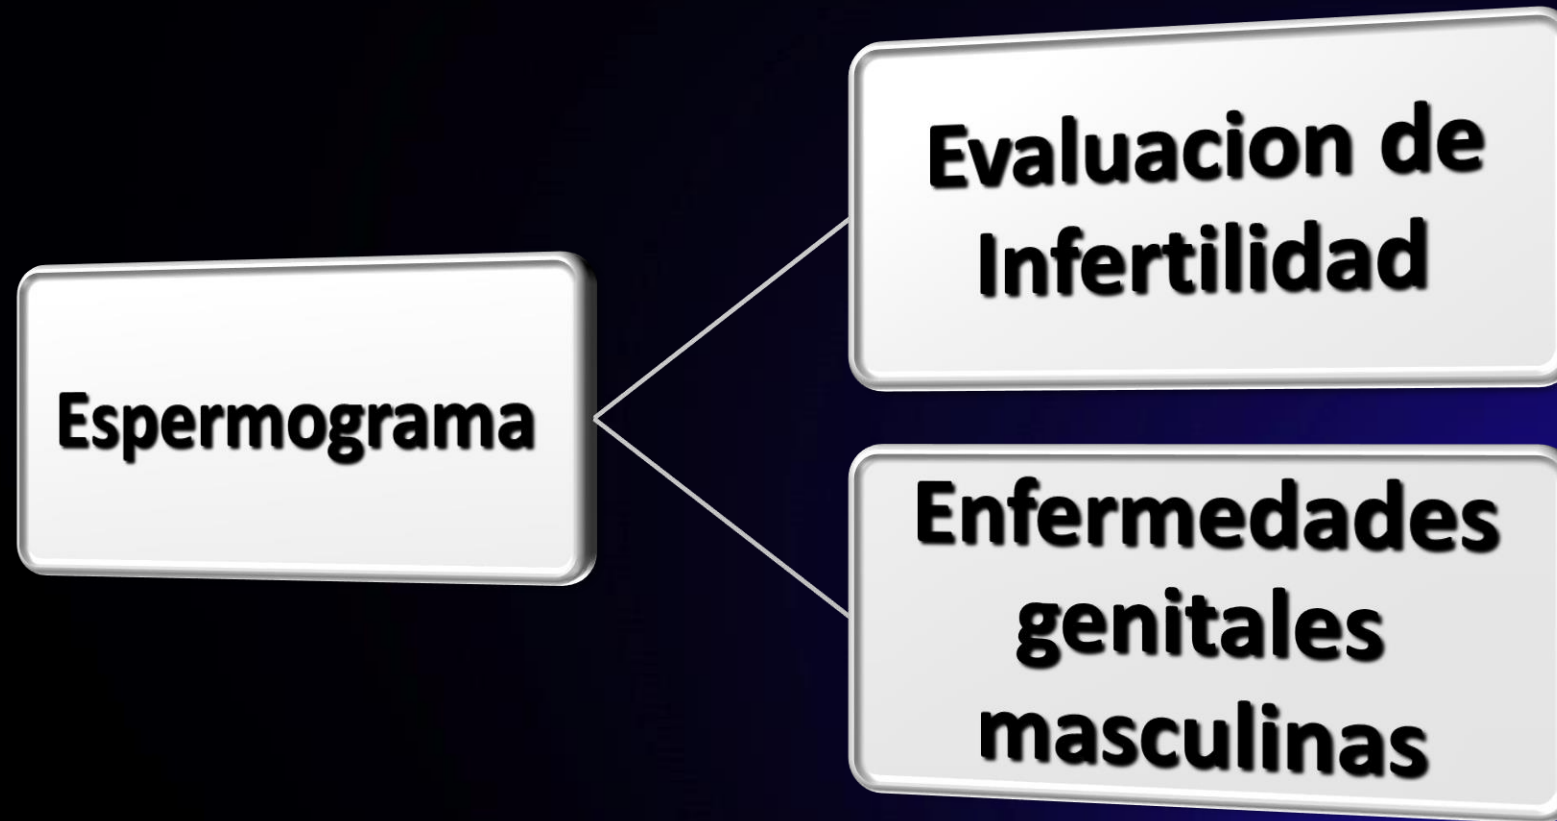 Espermograma
Evaluacion de
Infertilidad
Enfermedades
genitales
masculinas